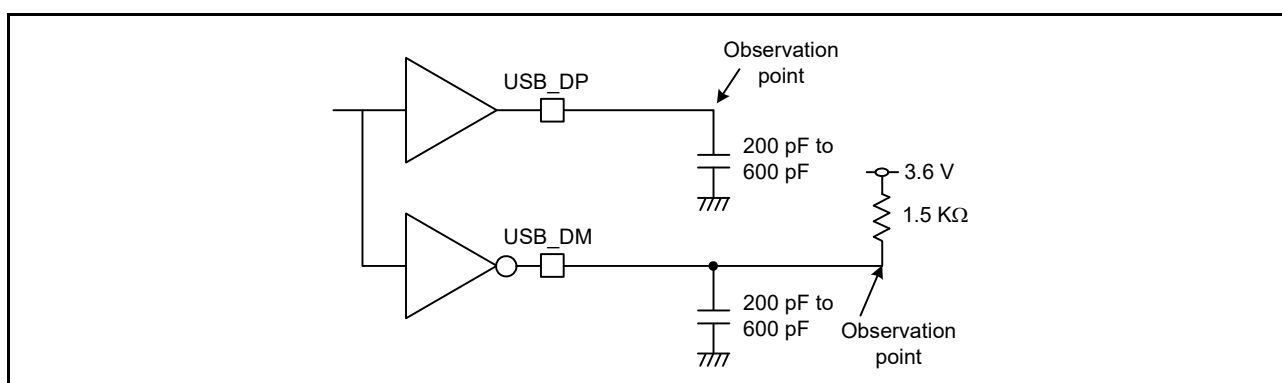 Observation
point
USB_DP
200 pF to
600 pF
3.6 V
1.5 KΩ
USB_DM
200 pF to
600 pF
Observation
point